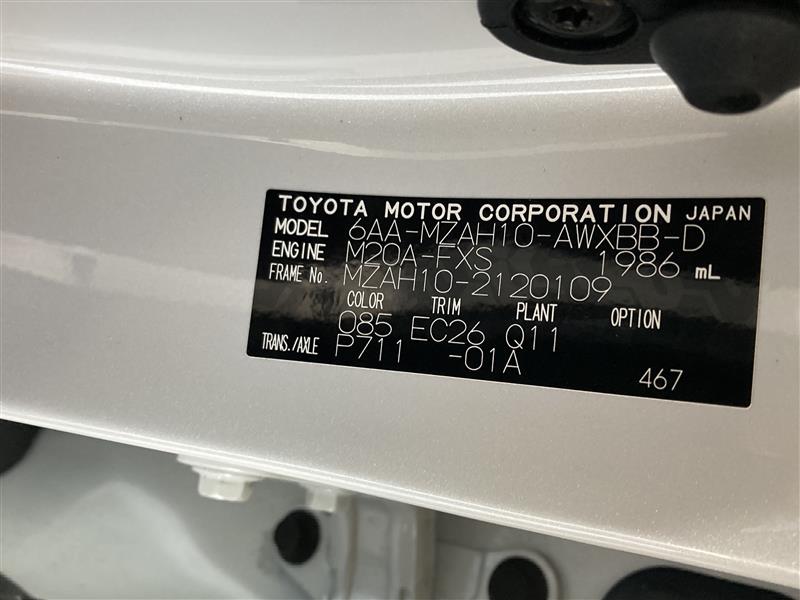 TOYOTA MOTOR CORPORATION JAPAN
MODEL 6AA-MZAH10-AWXBB-D
ENGINE M20A-FXS 1986 mL
FRAME No. MZAH10-2120109
COLOR TRIM PLANT OPTION
085 EC26 Q11
TRANS./AXLE P711 -01A
467